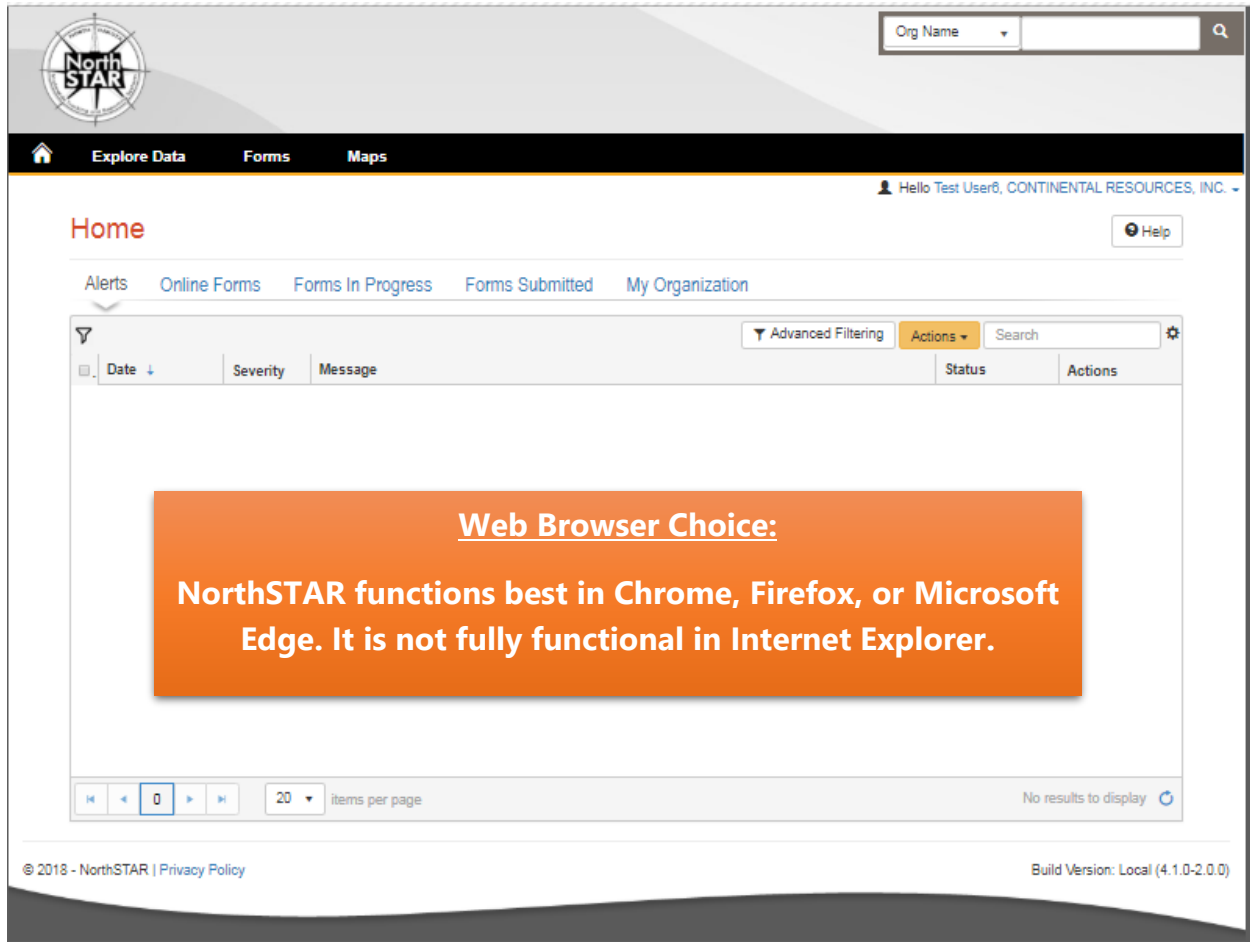 North
STAR
Org Name
Explore Data Forms Maps
Hello Test User6, CONTINENTAL RESOURCES, INC.
Home
Help
Alerts Online Forms Forms In Progress Forms Submitted My Organization
Advanced Filtering Actions Search
Date Severity Message Status Actions
Web Browser Choice:
NorthSTAR functions best in Chrome, Firefox, or Microsoft
Edge. It is not fully functional in Internet Explorer.
0 20 items per page No results to display
© 2018 - NorthSTAR | Privacy Policy Build Version: Local (4.1.0-2.0.0)